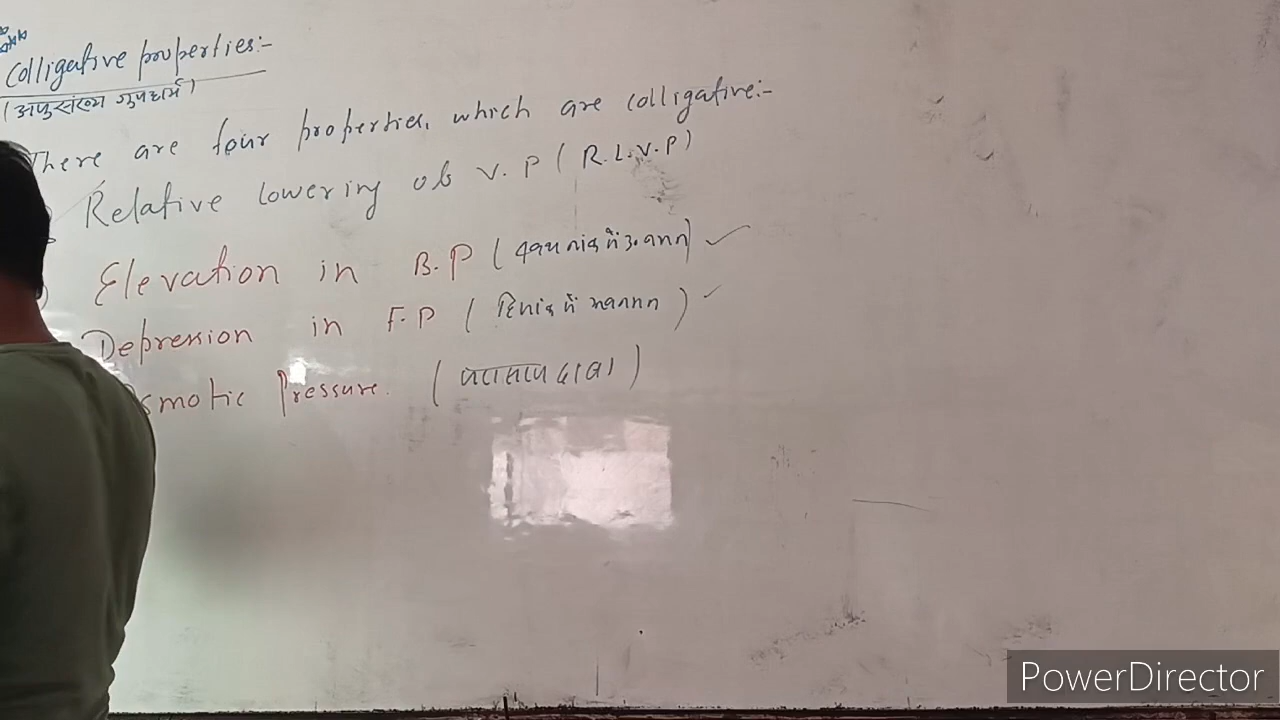 Colligative properties:-
(अणुसंख्य गुणधर्म)
There are four properties, which are colligative:-
Relative lowering of V.P (R.L.V.P)
Elevation in B.P (क्वथनांक में उन्नयन)
Depression in F.P (हिमांक में अवनमन)
smotic Pressure. (परासरण दाब)
PowerDirector